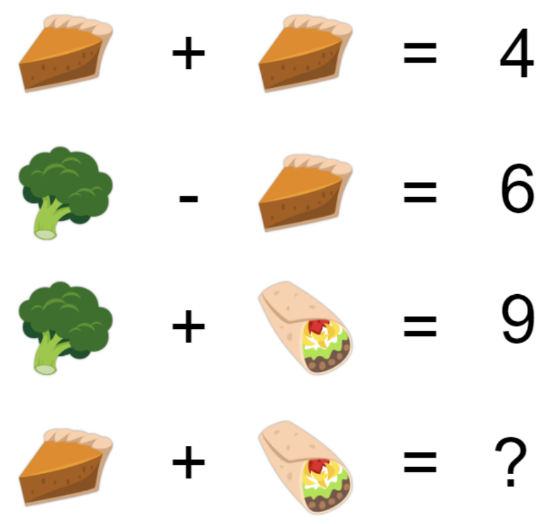 + = 4
- = 6
+ = 9
+ = ?